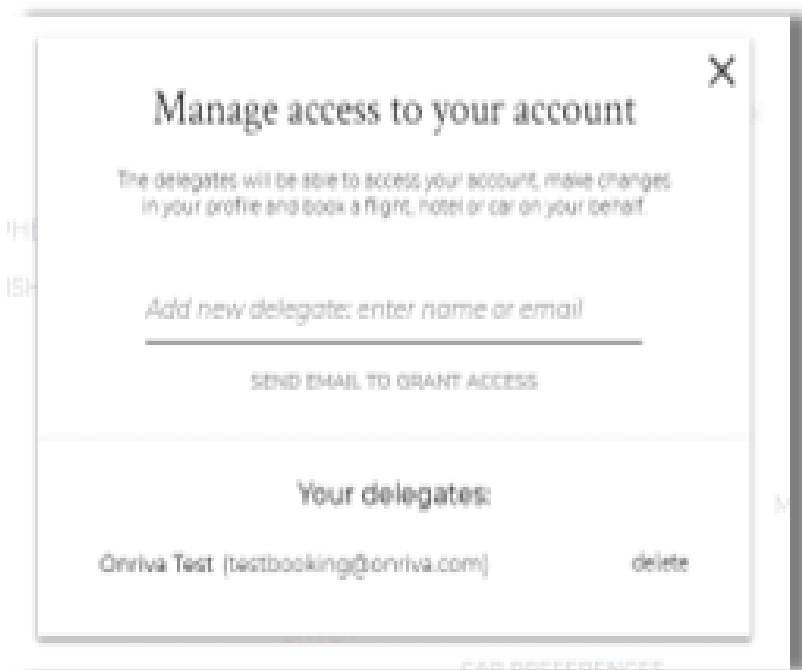 Manage access to your account
The delegates will be able to access your account, make changes
in your profile and book a flight, hotel or car on your behalf.
Add new delegate: enter name or email
SEND EMAIL TO GRANT ACCESS
Your delegates:
Onriva Test (testbooking@onriva.com) delete
CAR PREFERENCES